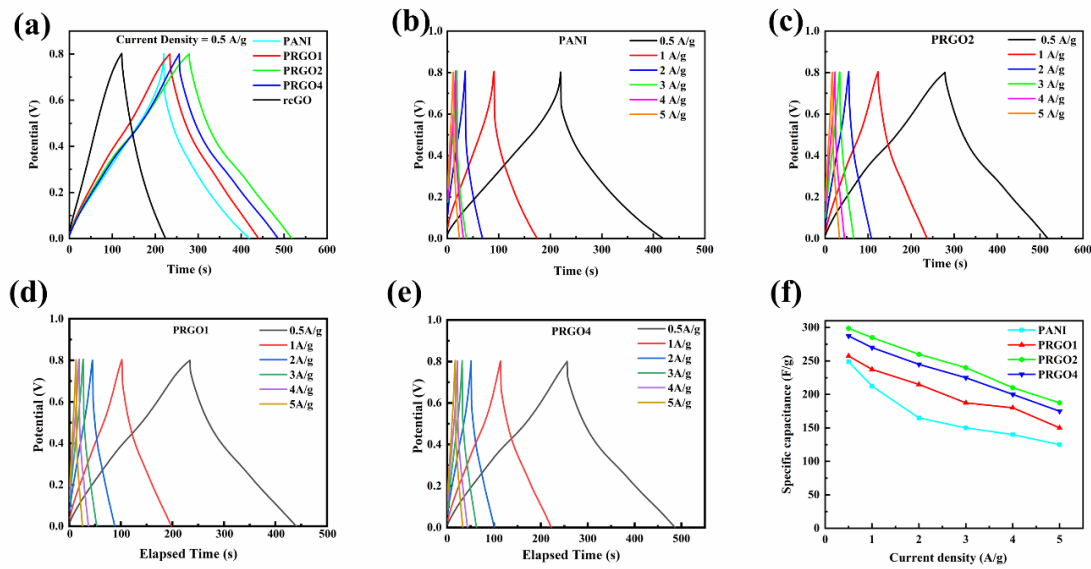 (a)
Current Density = 0.5 A/g
PANI
PRGO1
PRGO2
PRGO4
rcGO
Potential (V)
1.0
0.8
0.6
0.4
0.2
0.0
0 100 200 300 400 500 600
Time (s)
(b)
PANI
0.5 A/g
1 A/g
2 A/g
3 A/g
4 A/g
5 A/g
Potential (V)
1.0
0.8
0.6
0.4
0.2
0.0
0 100 200 300 400 500
Time (s)
(c)
PRGO2
0.5 A/g
1 A/g
2 A/g
3 A/g
4 A/g
5 A/g
Potential (V)
1.0
0.8
0.6
0.4
0.2
0.0
0 100 200 300 400 500 600
Time (s)
(d)
PRGO1
0.5A/g
1A/g
2A/g
3A/g
4A/g
5A/g
Potential (V)
1.0
0.8
0.6
0.4
0.2
0.0
0 100 200 300 400 500
Elapsed Time (s)
(e)
PRGO4
0.5A/g
1A/g
2A/g
3A/g
4A/g
5A/g
Potential (V)
1.0
0.8
0.6
0.4
0.2
0.0
0 100 200 300 400 500
Elapsed Time (s)
(f)
PANI
PRGO1
PRGO2
PRGO4
Specific capacitance (F/g)
300
250
200
150
100
50
0
0 1 2 3 4 5
Current density (A/g)